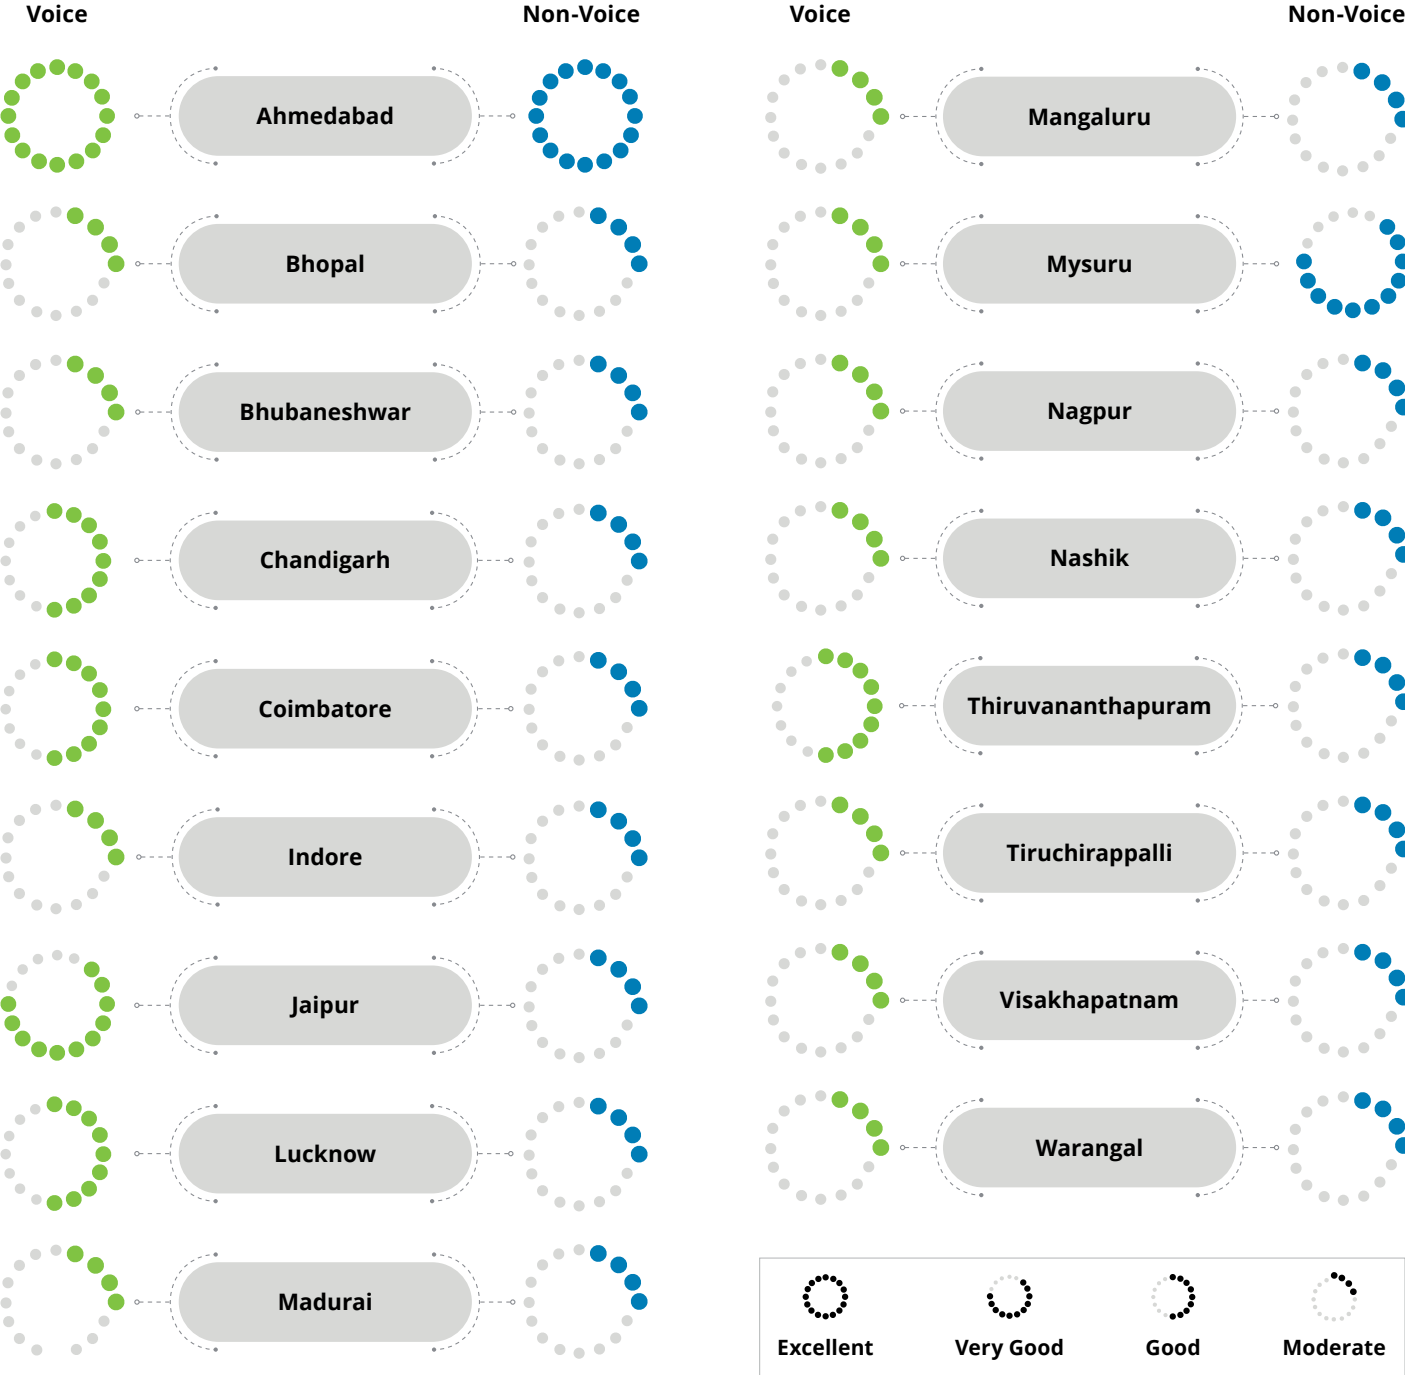 Voice
Non-Voice
Ahmedabad
Bhopal
Bhubaneshwar
Chandigarh
Coimbatore
Indore
Jaipur
Lucknow
Madurai
Voice
Non-Voice
Mangaluru
Mysuru
Nagpur
Nashik
Thiruvananthapuram
Tiruchirappalli
Visakhapatnam
Warangal
Excellent
Very Good
Good
Moderate